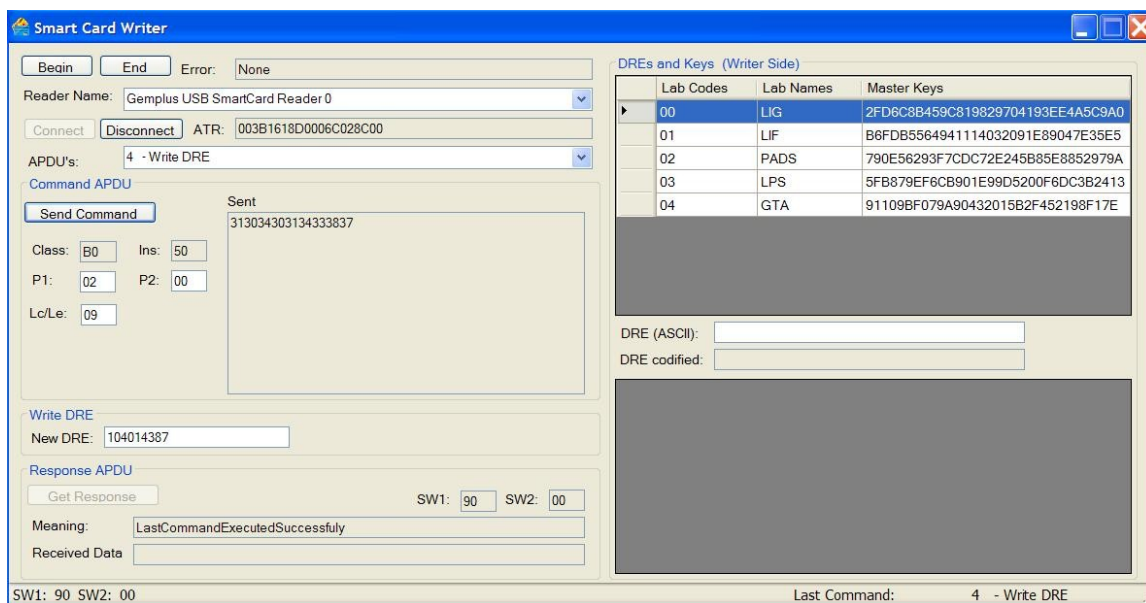 Smart Card Writer
Begin End Error: None
Reader Name: Gemplus USB SmartCard Reader 0
Connect Disconnect ATR: 003B1618D0006C028C00
APDU's: 4 - Write DRE
Command APDU
Send Command
Sent
313034303134333837
Class: B0 Ins: 50
P1: 02 P2: 00
Lc/Le: 09
Write DRE
New DRE: 104014387
Response APDU
Get Response SW1: 90 SW2: 00
Meaning: LastCommandExecutedSuccessfuly
Received Data
DREs and Keys (Writer Side)
Lab Codes Lab Names Master Keys
00 LIG 2FD6C8B459C819829704193EE4A5C9A0
01 LIF B6FDB5564941114032091E89047E35E5
02 PADS 790E56293F7CDC72E245B85E8852979A
03 LPS 5FB879EF6CB901E99D5200F6DC3B2413
04 GTA 91109BF079A90432015B2F452198F17E
DRE (ASCII):
DRE codified:
SW1: 90 SW2: 00 Last Command: 4 - Write DRE